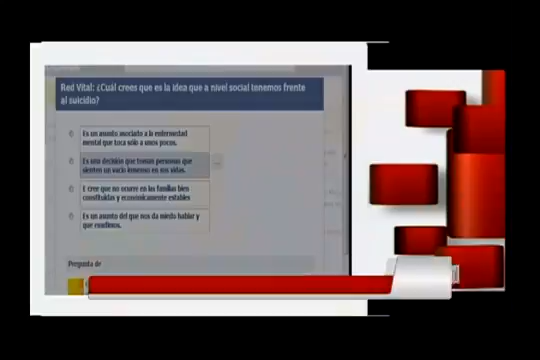 Red Vital: ¿Cuál crees que es la idea que a nivel social tenemos frente
al suicidio?
Es un asunto asociado a la enfermedad
mental que toca sólo a unos pocos.
Es una decisión que toman personas que
sienten un vacío inmenso en sus vidas.
E cree que no ocurre en las familias bien
constituidas y económicamente estables
Es un asunto del que nos da miedo hablar y
que evadimos.
Pregunta de